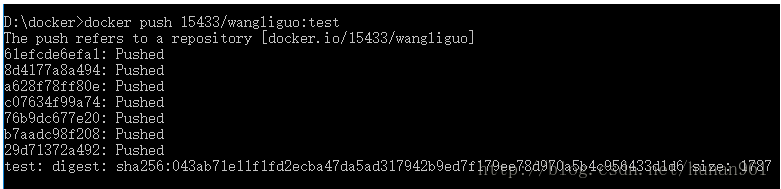 D:\docker>docker push 15433/wangliguo:test
The push refers to a repository [docker.io/15433/wangliguo]
61efcde6efa1: Pushed
8d4177a8a494: Pushed
a628f78ff80e: Pushed
c07634f99a74: Pushed
76b9dc677e20: Pushed
b7aadc98f208: Pushed
29d71372a492: Pushed
test: digest: sha256:043ab71e11f1fd2ecba47da5ad317942b9ed7f179ee78d970a5b4c956433d1d6 size: 1787